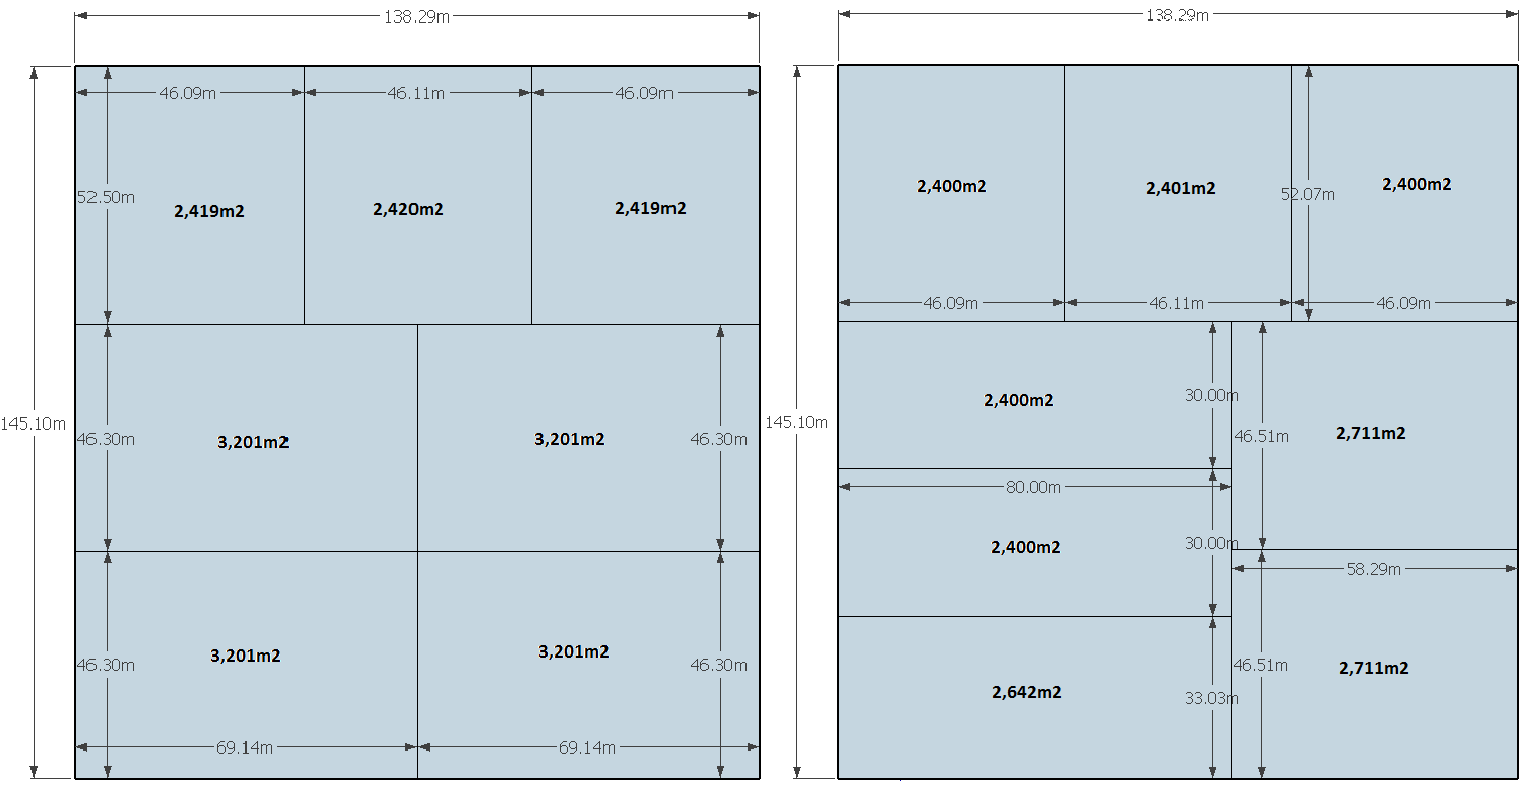 138.29m
46.09m
46.11m
46.09m
52.50m
2,419m2
2,420m2
2,419m2
145.10m
46.30m
3,201m2
3,201m2
46.30m
46.30m
3,201m2
3,201m2
46.30m
69.14m
69.14m
138.29m
2,400m2
2,401m2
2,400m2
52.07m
46.09m
46.11m
46.09m
145.10m
2,400m2
30.00m
46.51m
2,711m2
80.00m
2,400m2
30.00m
58.29m
2,642m2
33.03m
46.51m
2,711m2